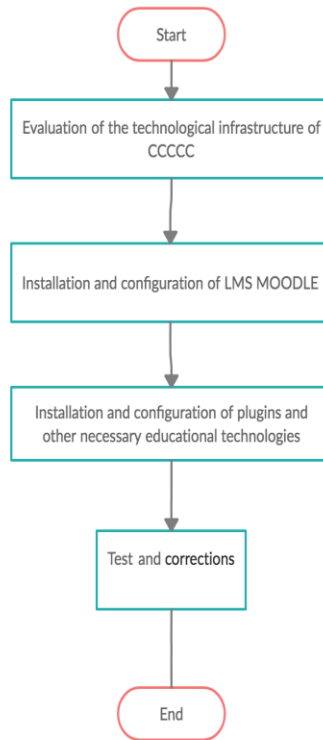 Start
Evaluation of the technological infrastructure of
CCCCC
Installation and configuration of LMS MOODLE
Installation and configuration of plugins and
other necessary educational technologies
Test and corrections
End